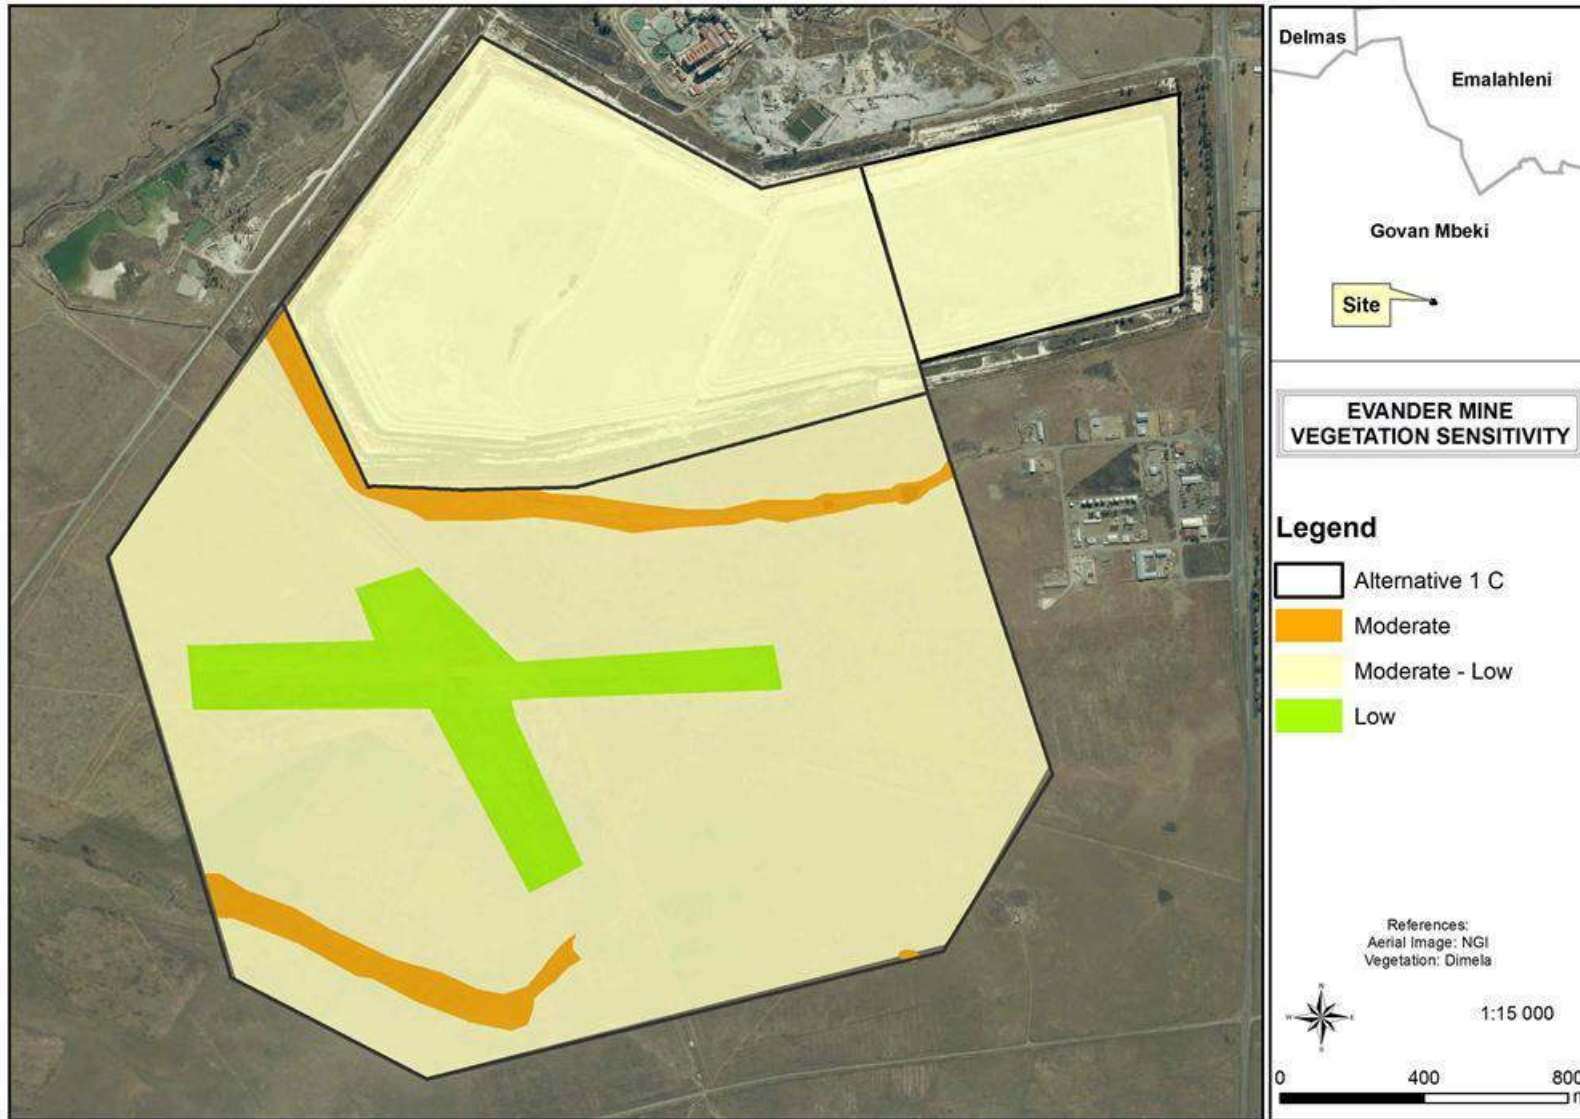 Delmas
Emalahleni
Govan Mbeki
Site
EVANDER MINE
VEGETATION SENSITIVITY
Legend
Alternative 1 C
Moderate
Moderate - Low
Low
References:
Aerial Image: NGI
Vegetation: Dimela
N
W E
S
1:15 000
0 400 800